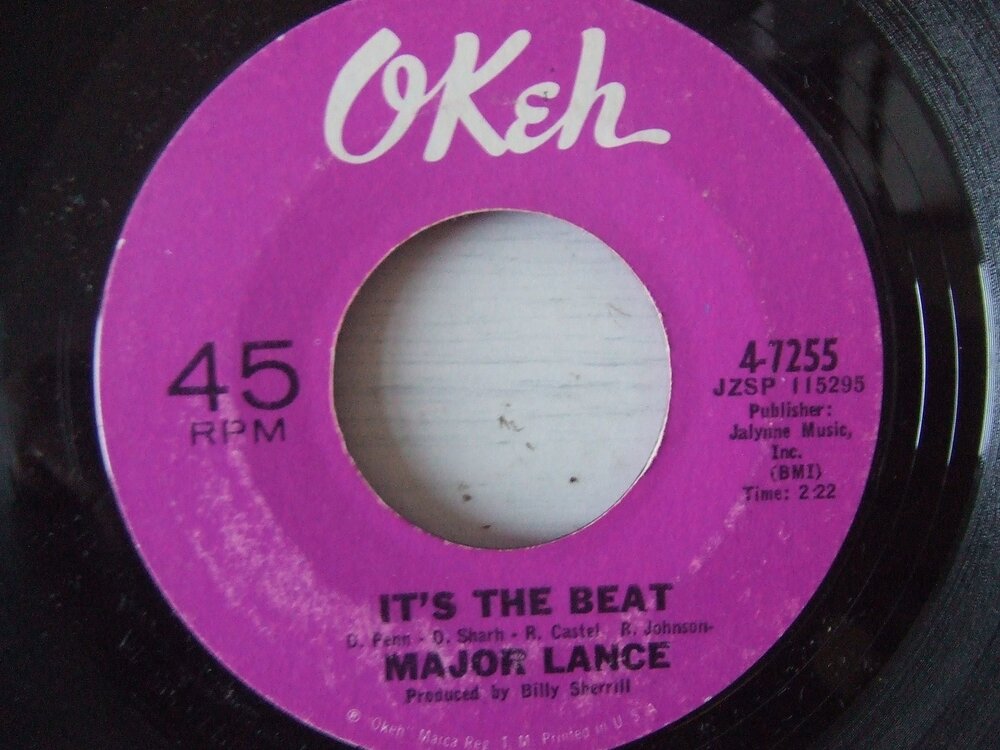 OKeh
45
RPM
4-7255
JZSP 115295
Publisher:
Jalynne Music,
Inc.
(BMI)
Time: 2:22
IT'S THE BEAT
D. Penn - O. Sharh - R. Castel R. Johnson-
MAJOR LANCE
Produced by Billy Sherrill
® "Okeh" Marca Reg. T. M. Printed in U S A